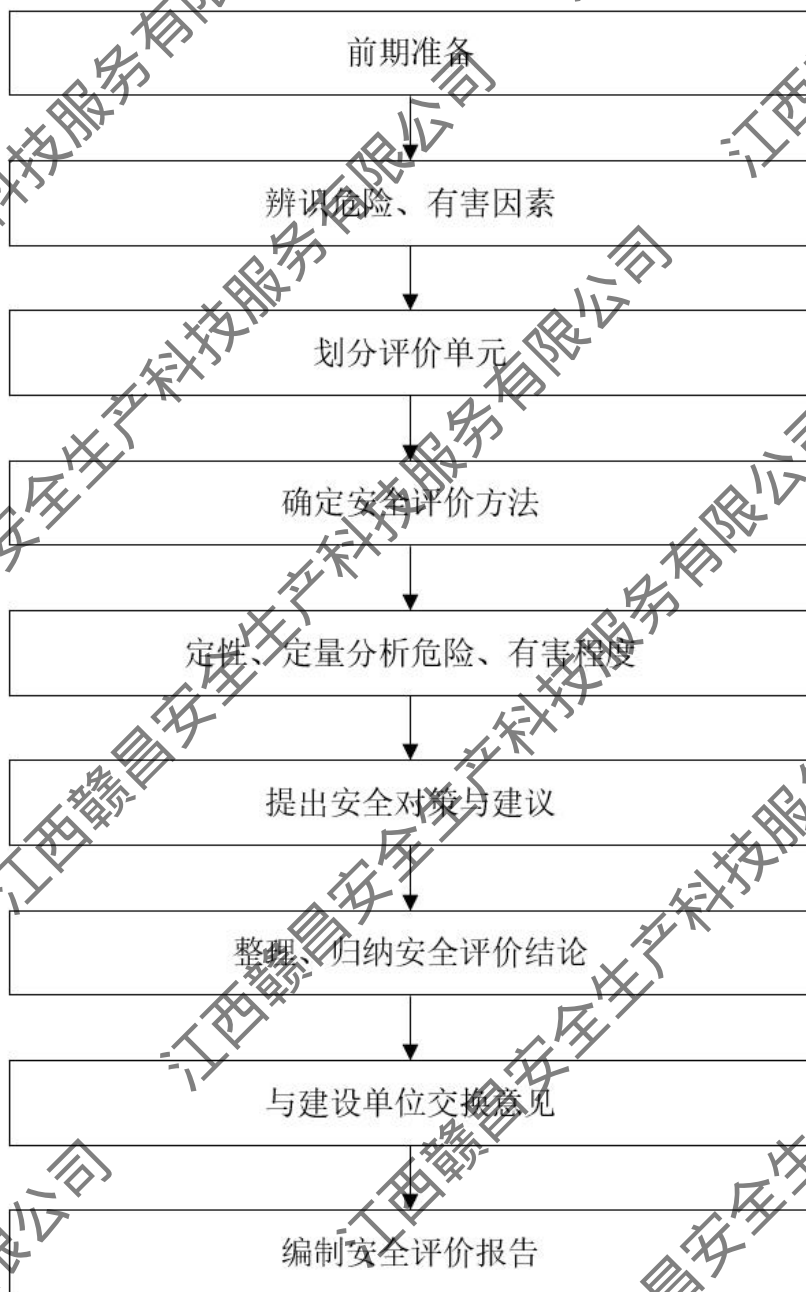 前期准备
辨识危险、有害因素
划分评价单元
确定安全评价方法
定性、定量分析危险、有害程度
提出安全对策与建议
整理、归纳安全评价结论
与建设单位交换意见
编制安全评价报告
江西赣昌安全生产科技服务有限公司